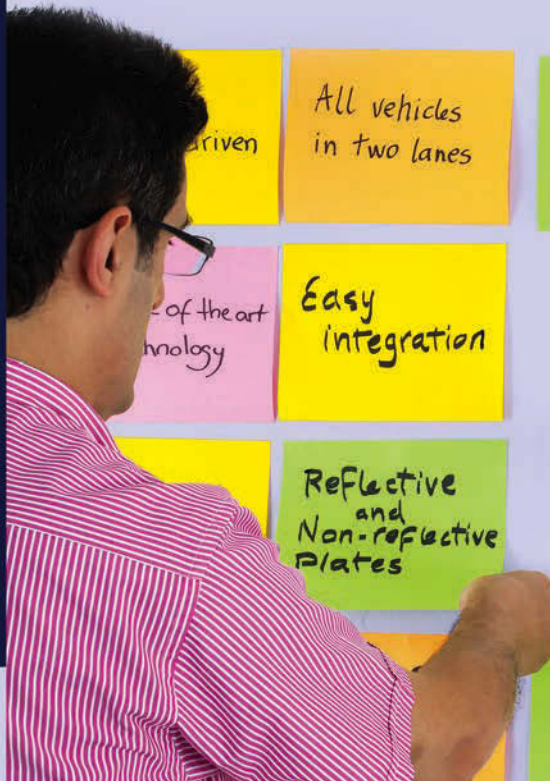 riven
All vehicles
in two lanes
of the art
hnology
Easy
integration
Reflective
and
Non-reflective
Plates